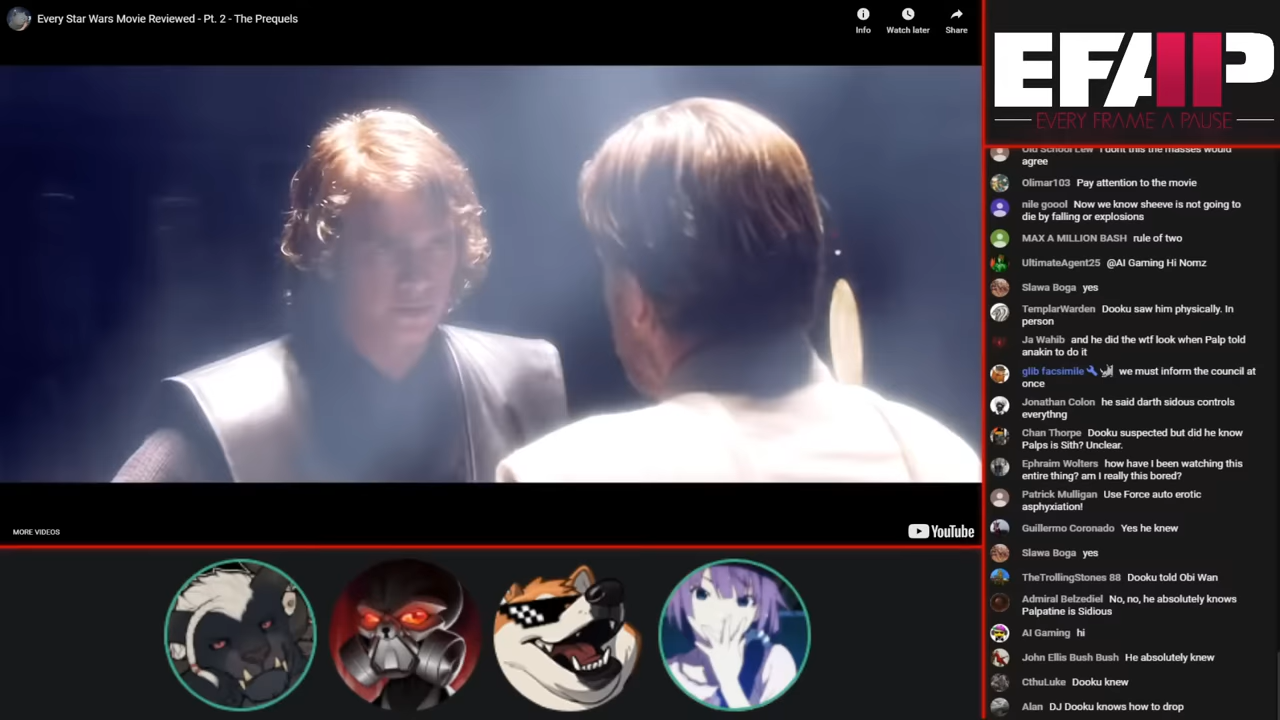 Every Star Wars Movie Reviewed - Pt. 2 - The Prequels
Info
Watch later
Share
EFAP
EVERY FRAME A PAUSE
Old School Lew I dont this the masses would
agree
Olimar103 Pay attention to the movie
nile goool Now we know sheeve is not going to
die by falling or explosions
MAX A MILLION BASH rule of two
UltimateAgent25 @AI Gaming Hi Nomz
Slawa Boga yes
TemplarWarden Dooku saw him physically. In
person
Ja Wahib and he did the wtf look when Palp told
anakin to do it
glib facsimile we must inform the council at
once
Jonathan Colon he said darth sidous controls
everythng
Chan Thorpe Dooku suspected but did he know
Palps is Sith? Unclear.
Ephraim Wolters how have I been watching this
entire thing? am I really this bored?
Patrick Mulligan Use Force auto erotic
asphyxiation!
Guillermo Coronado Yes he knew
Slawa Boga yes
TheTrollingStones 88 Dooku told Obi Wan
Admiral Belzediel No, no, he absolutely knows
Palpatine is Sidious
AI Gaming hi
John Ellis Bush Bush He absolutely knew
CthuLuke Dooku knew
Alan DJ Dooku knows how to drop
MORE VIDEOS
YouTube